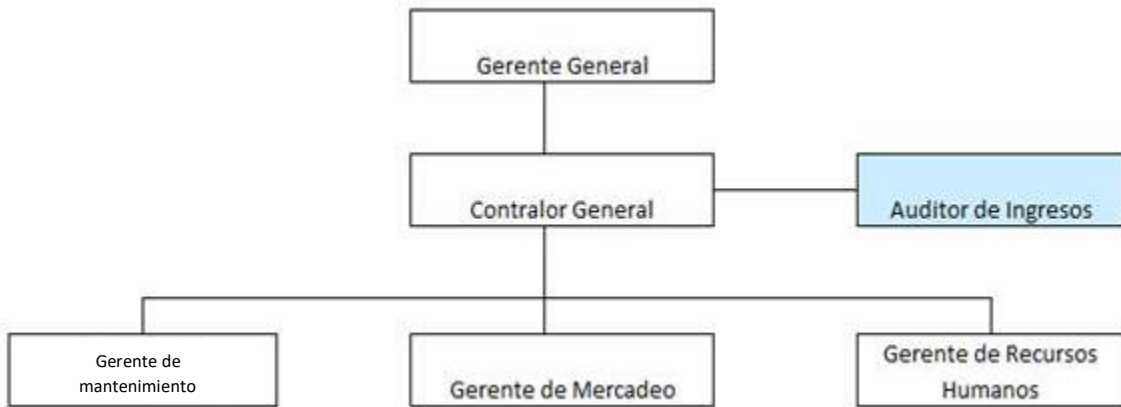 Gerente General
Contralor General
Auditor de Ingresos
Gerente de
mantenimiento
Gerente de Mercadeo
Gerente de Recursos
Humanos